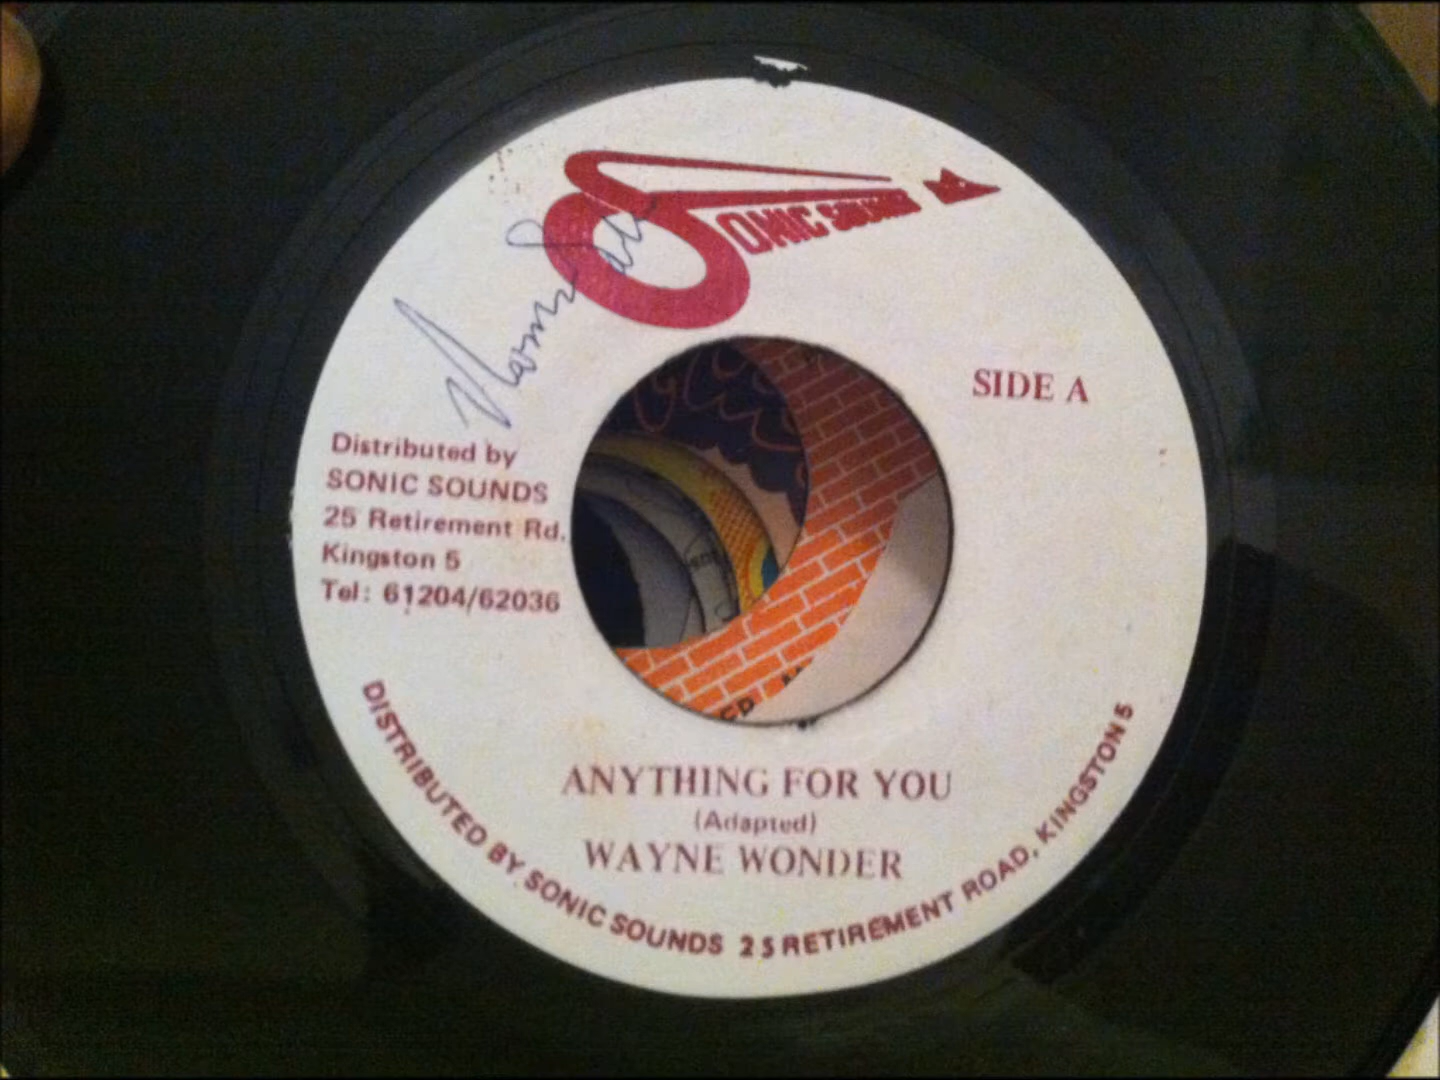 SONIC SOUNDS
SIDE A
Distributed by
SONIC SOUNDS
25 Retirement Rd.
Kingston 5
Tel: 61204/62036
ANYTHING FOR YOU
(Adapted)
WAYNE WONDER
DISTRIBUTED BY SONIC SOUNDS 25 RETIREMENT ROAD, KINGSTON 5